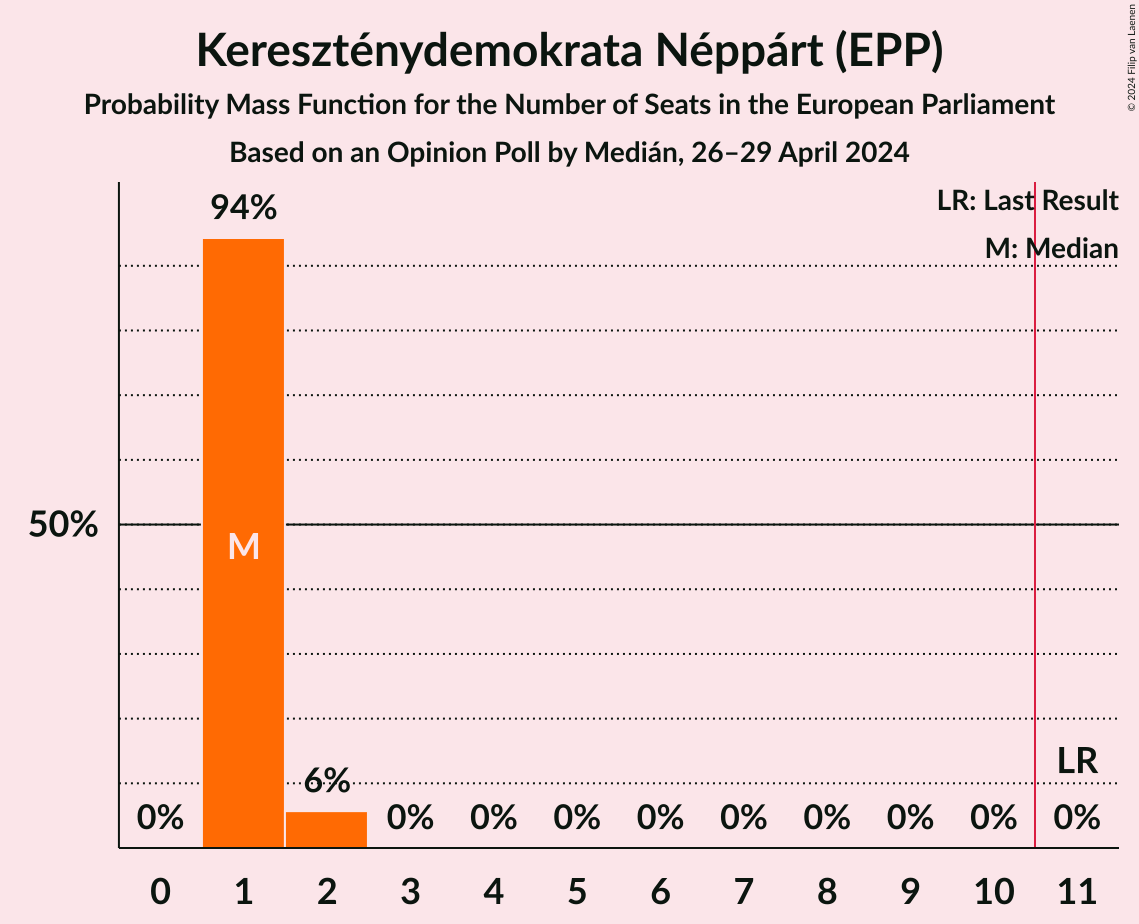 Kereszténydemokrata Néppárt (EPP)
Probability Mass Function for the Number of Seats in the European Parliament
Based on an Opinion Poll by Medián, 26–29 April 2024
© 2024 Filip van Laenen
LR: Last Result
M: Median
94%
50%
M
LR
6%
0% 0% 0% 0% 0% 0% 0% 0% 0% 0%
0 1 2 3 4 5 6 7 8 9 10 11